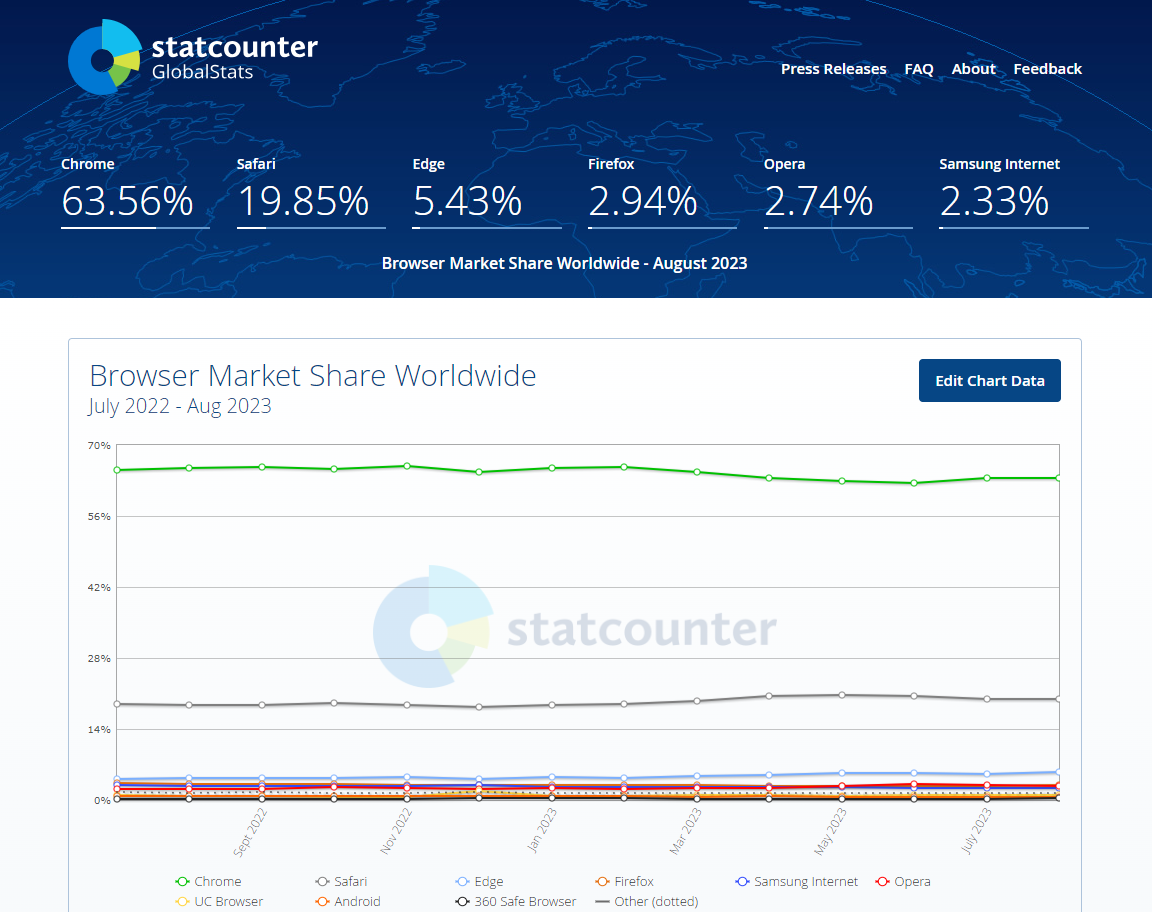 statcounter
GlobalStats
Press Releases FAQ About Feedback
Chrome Safari Edge Firefox Opera Samsung Internet
63.56% 19.85% 5.43% 2.94% 2.74% 2.33%
Browser Market Share Worldwide - August 2023
Browser Market Share Worldwide
July 2022 - Aug 2023
Edit Chart Data
70%
56%
42%
28%
14%
0%
statcounter
Sept 2022 Nov 2022 Jan 2023 Mar 2023 May 2023 July 2023
Chrome Safari Edge Firefox Samsung Internet Opera
UC Browser Android 360 Safe Browser Other (dotted)